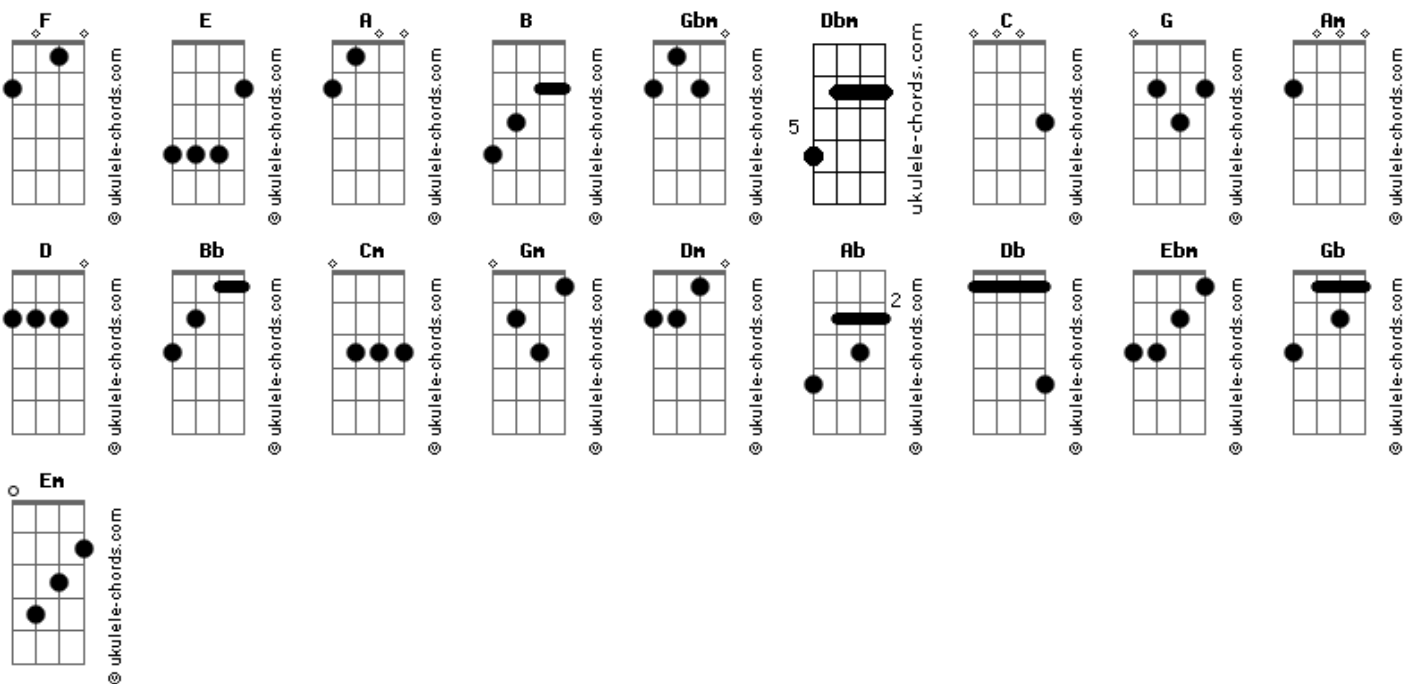 F E A B Gbm Dbm C G Am
© ukulele-chords.com © ukulele-chords.com © ukulele-chords.com © ukulele-chords.com © ukulele-chords.com 5 ukulele-chords.com © ukulele-chords.com © ukulele-chords.com © ukulele-chords.com
D Bb Cm Gm Dm Ab Db Ebm Gb
© ukulele-chords.com © ukulele-chords.com © ukulele-chords.com © ukulele-chords.com © ukulele-chords.com 2 © ukulele-chords.com © ukulele-chords.com © ukulele-chords.com © ukulele-chords.com
Em
© ukulele-chords.com